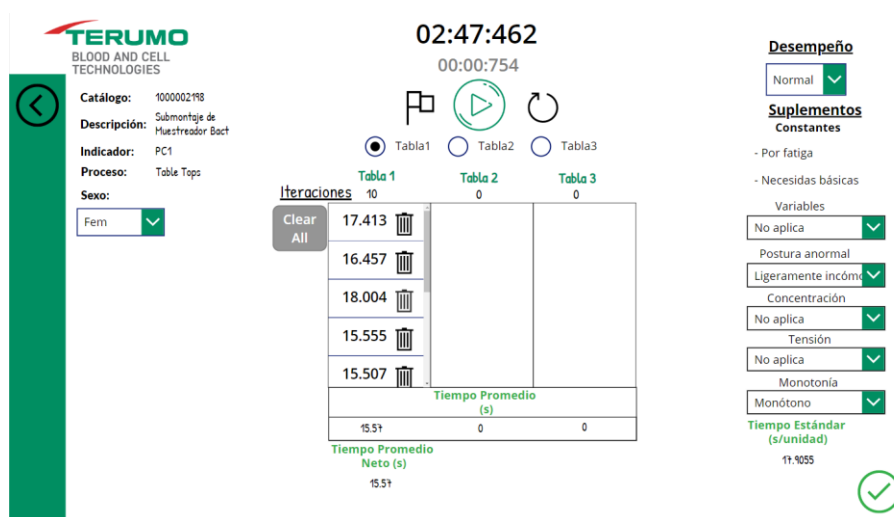 TERUMO
BLOOD AND CELL
TECHNOLOGIES
Catálogo: 1000002198
Descripción: Submontaje de
Muestreador Bact
Indicador: PC1
Proceso: Table Tops
Sexo:
Fem
02:47:462
00:00:754
Tabla1 Tabla2 Tabla3
Tabla 1 Tabla 2 Tabla 3
Iteraciones 10 0 0
Clear
All
17.413
16.457
18.004
15.555
15.507
Tiempo Promedio
(s)
15.57 0 0
Tiempo Promedio
Neto (s)
15.57
Desempeño
Normal
Suplementos
Constantes
- Por fatiga
- Necesidas básicas
Variables
No aplica
Postura anormal
Ligeramente incómo
Concentración
No aplica
Tensión
No aplica
Monotonía
Monótono
Tiempo Estándar
(s/unidad)
17.9055